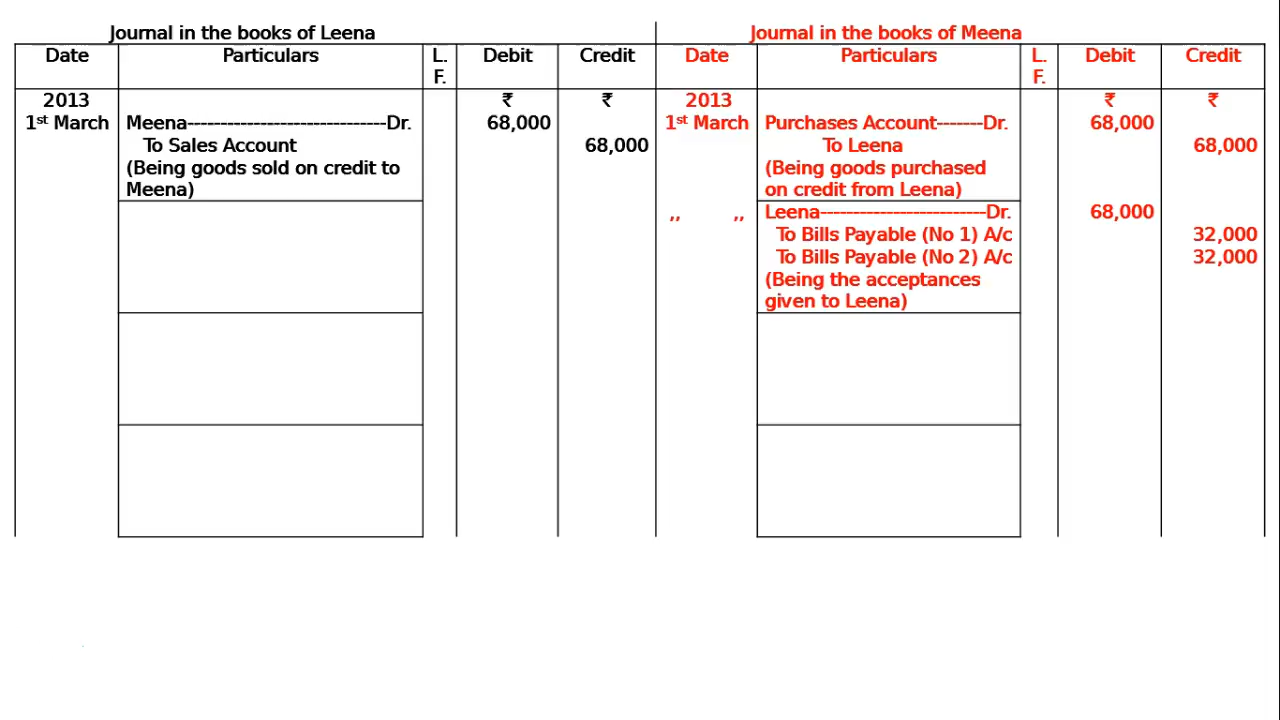 Journal in the books of Leena
Journal in the books of Meena
Date Particulars L. F. Debit Credit Date Particulars L. F. Debit Credit
2013 ₹ ₹ 2013 ₹ ₹
1st March Meena------------------------------Dr. 68,000 1st March Purchases Account-------Dr. 68,000
To Sales Account 68,000 To Leena 68,000
(Being goods sold on credit to (Being goods purchased
Meena) on credit from Leena)
,, ,, Leena-------------------------Dr. 68,000
To Bills Payable (No 1) A/c 32,000
To Bills Payable (No 2) A/c 32,000
(Being the acceptances
given to Leena)